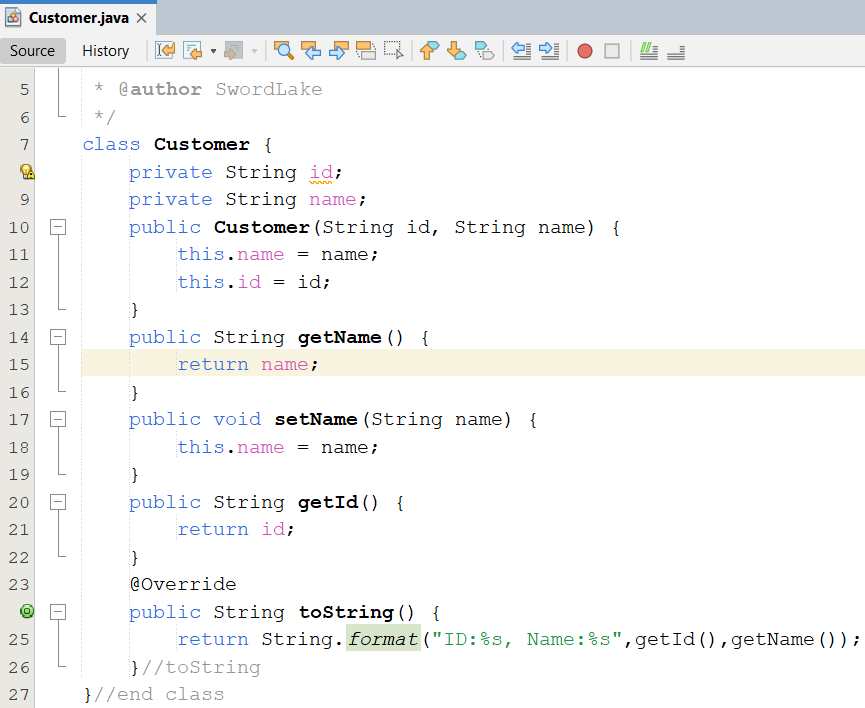 Customer.java
Source History
5 * @author SwordLake
6 */
7 class Customer {
private String id;
9 private String name;
10 public Customer(String id, String name) {
11 this.name = name;
12 this.id = id;
13 }
14 public String getName() {
15 return name;
16 }
17 public void setName(String name) {
18 this.name = name;
19 }
20 public String getId() {
21 return id;
22 }
23 @Override
public String toString() {
25 return String.format("ID:%s, Name:%s",getId(),getName());
26 }//toString
27 }//end class